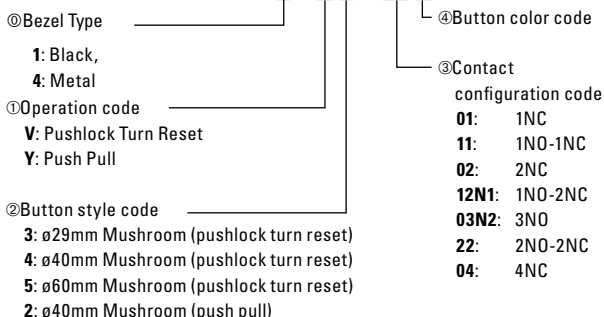 ⓪Bezel Type
1: Black,
4: Metal
①Operation code
V: Pushlock Turn Reset
Y: Push Pull
②Button style code
3: ø29mm Mushroom (pushlock turn reset)
4: ø40mm Mushroom (pushlock turn reset)
5: ø60mm Mushroom (pushlock turn reset)
2: ø40mm Mushroom (push pull)
④Button color code
③Contact
configuration code
01: 1NC
11: 1NO-1NC
02: 2NC
12N1: 1NO-2NC
03N2: 3NO
22: 2NO-2NC
04: 4NC